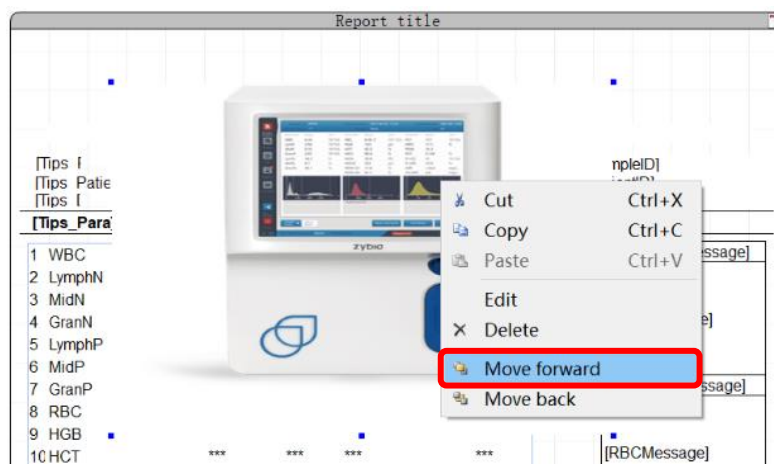 Report title
[Tips F
mpleID]
[Tips Patie
[Tips [
[Tips_Para]
zybio
Cut Ctrl+X
Copy Ctrl+C
Paste Ctrl+V
Edit
Delete
Move forward
Move back
ssage]
e]
ssage]
1 WBC
2 LymphN
3 MidN
4 GranN
5 LymphP
6 MidP
7 GranP
8 RBC
9 HGB
10 HCT *** *** *** ***
[RBCMessage]